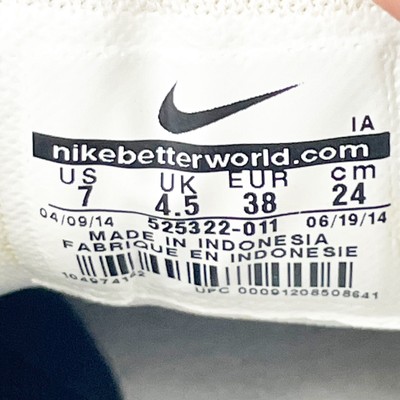 IA
nikebetterworld.com
US UK EUR cm
7 4.5 38 24
04/09/14 525322-011 06/19/14
MADE IN INDONESIA
FABRIQUE EN INDONESIE
UPC 00091208508641